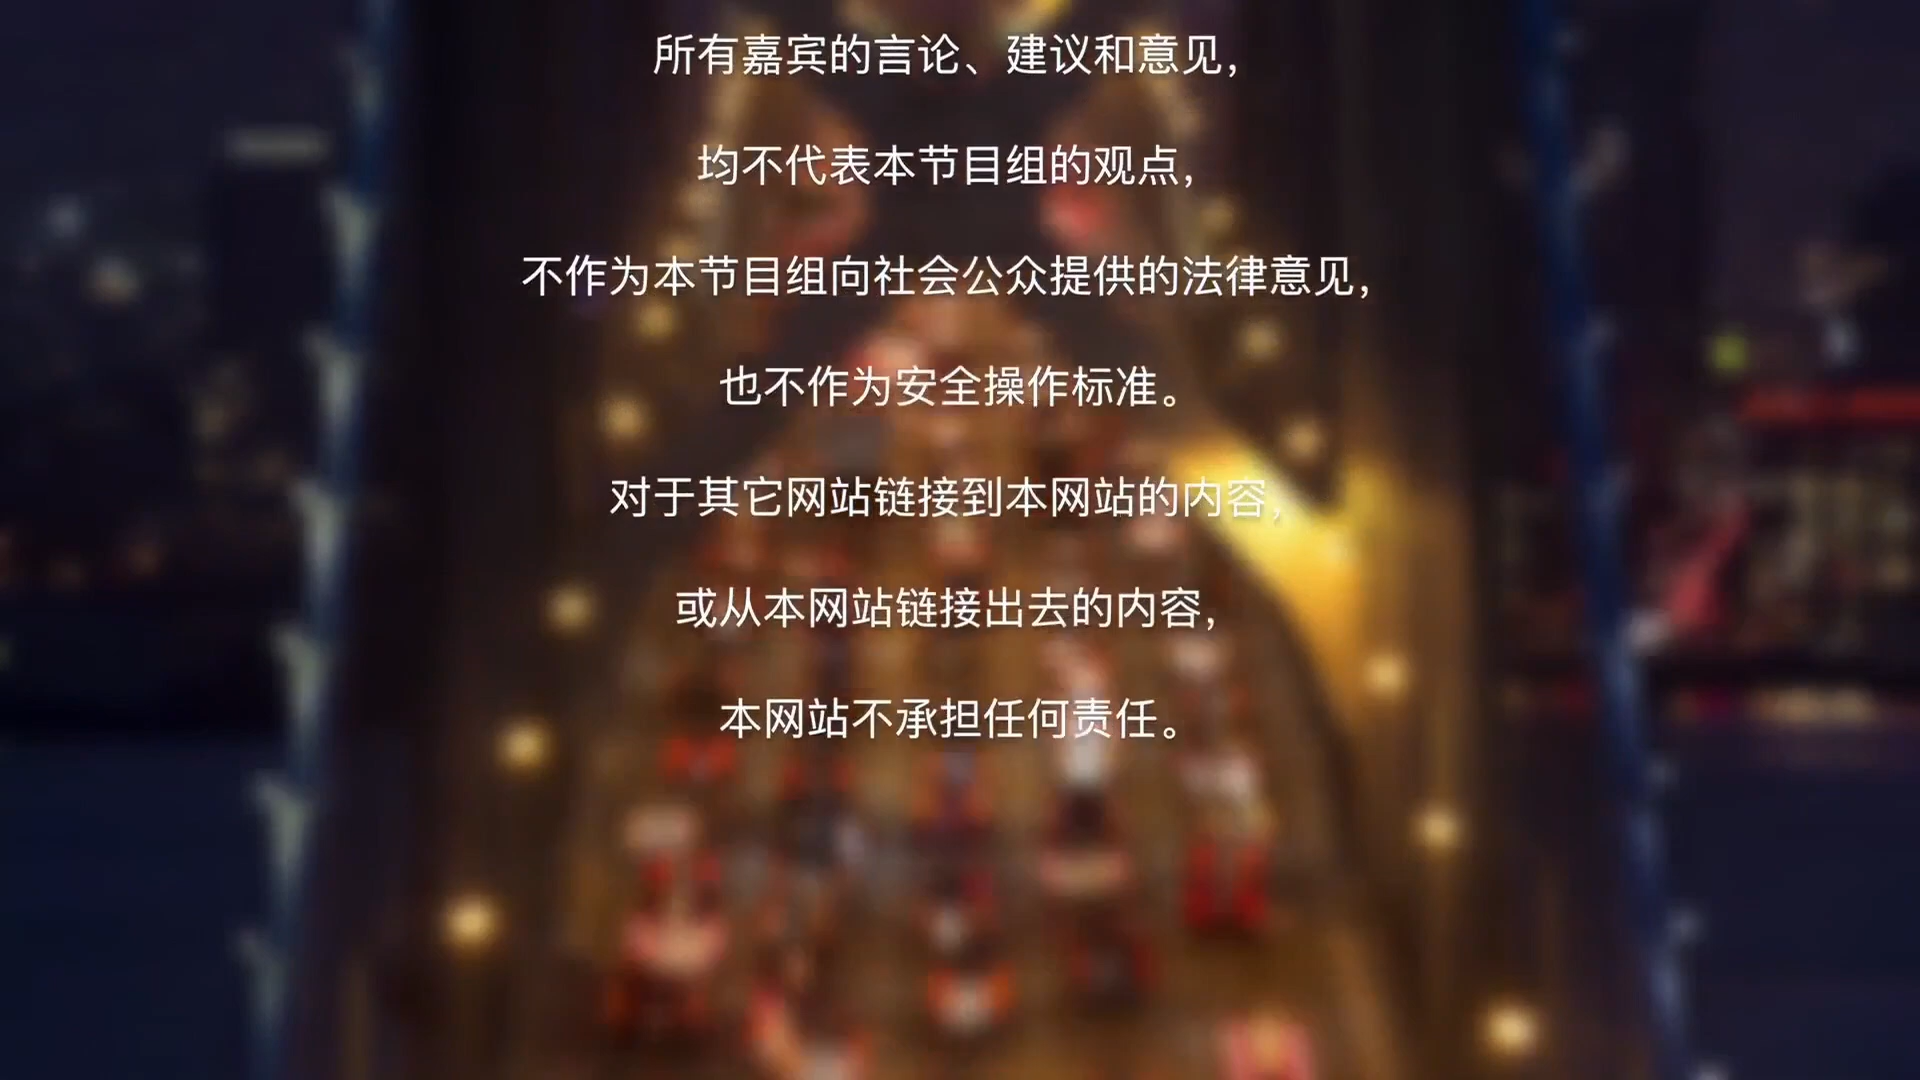 所有嘉宾的言论、建议和意见，
均不代表本节目组的观点，
不作为本节目组向社会公众提供的法律意见，
也不作为安全操作标准。
对于其它网站链接到本网站的内容，
或从本网站链接出去的内容，
本网站不承担任何责任。